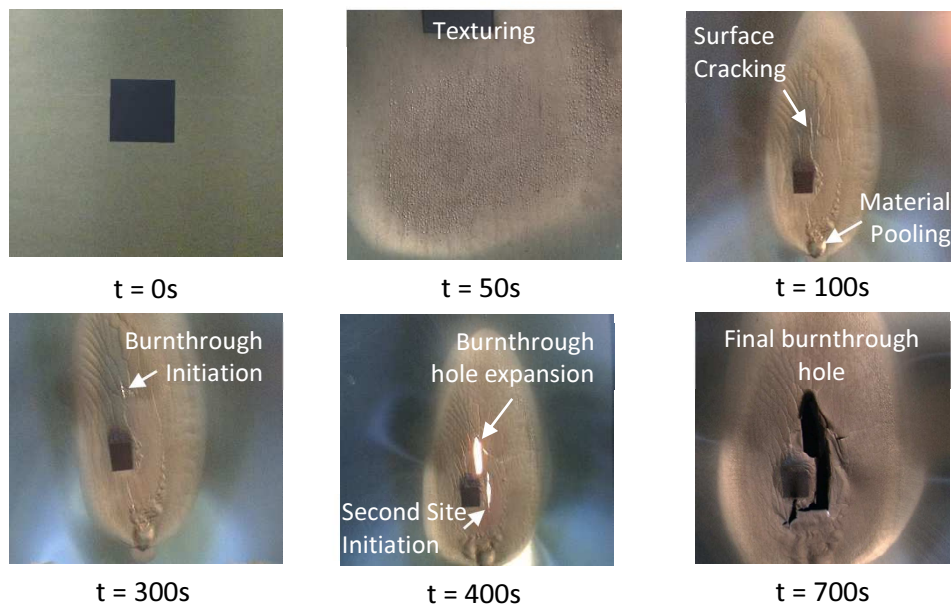 Texturing
Surface
Cracking
Material
Pooling
t = 0s
t = 50s
t = 100s
Burnthrough
Initiation
Burnthrough
hole expansion
Second Site
Initiation
Final burnthrough
hole
t = 300s
t = 400s
t = 700s